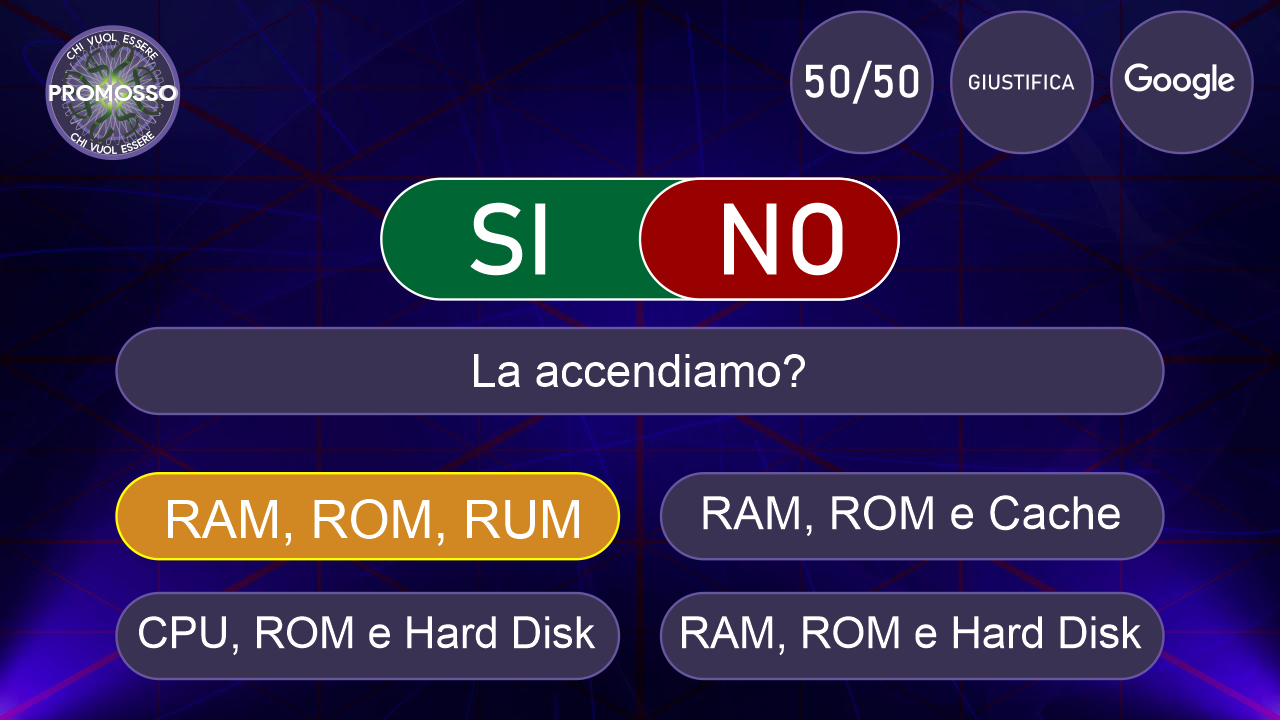 CHI VUOL ESSERE
PROMOSSO
CHI VUOL ESSERE
50/50
GIUSTIFICA
Google
SI
NO
La accendiamo?
RAM, ROM, RUM
RAM, ROM e Cache
CPU, ROM e Hard Disk
RAM, ROM e Hard Disk